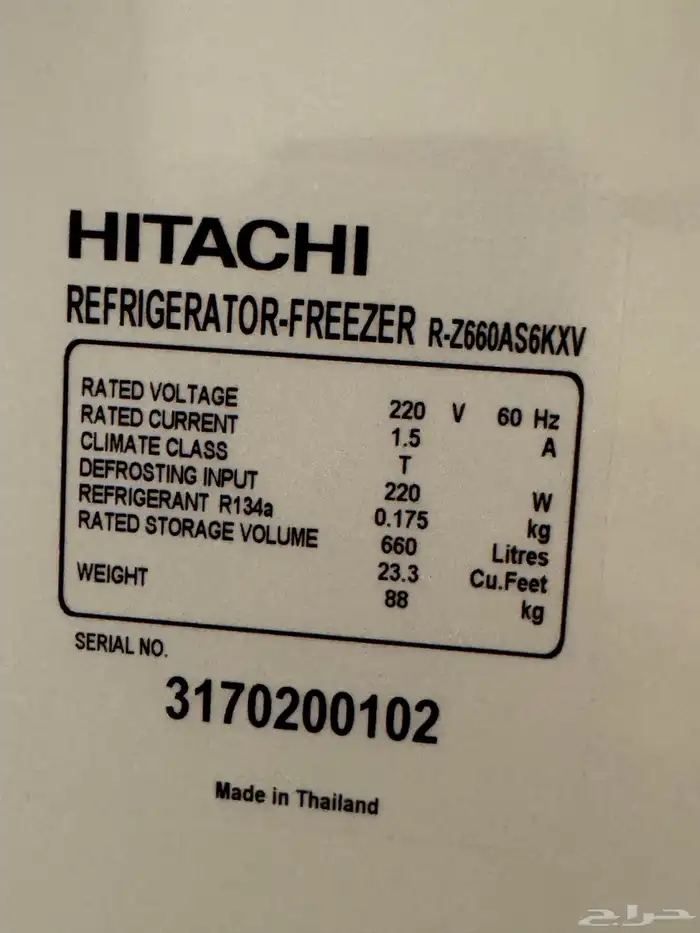 HITACHI
REFRIGERATOR-FREEZER R-Z660AS6KXV
RATED VOLTAGE 220 V 60 Hz
RATED CURRENT 1.5 A
CLIMATE CLASS T
DEFROSTING INPUT 220 W
REFRIGERANT R134a 0.175 kg
RATED STORAGE VOLUME 660 Litres
23.3 Cu.Feet
WEIGHT 88 kg
SERIAL NO.
3170200102
Made in Thailand
حراج